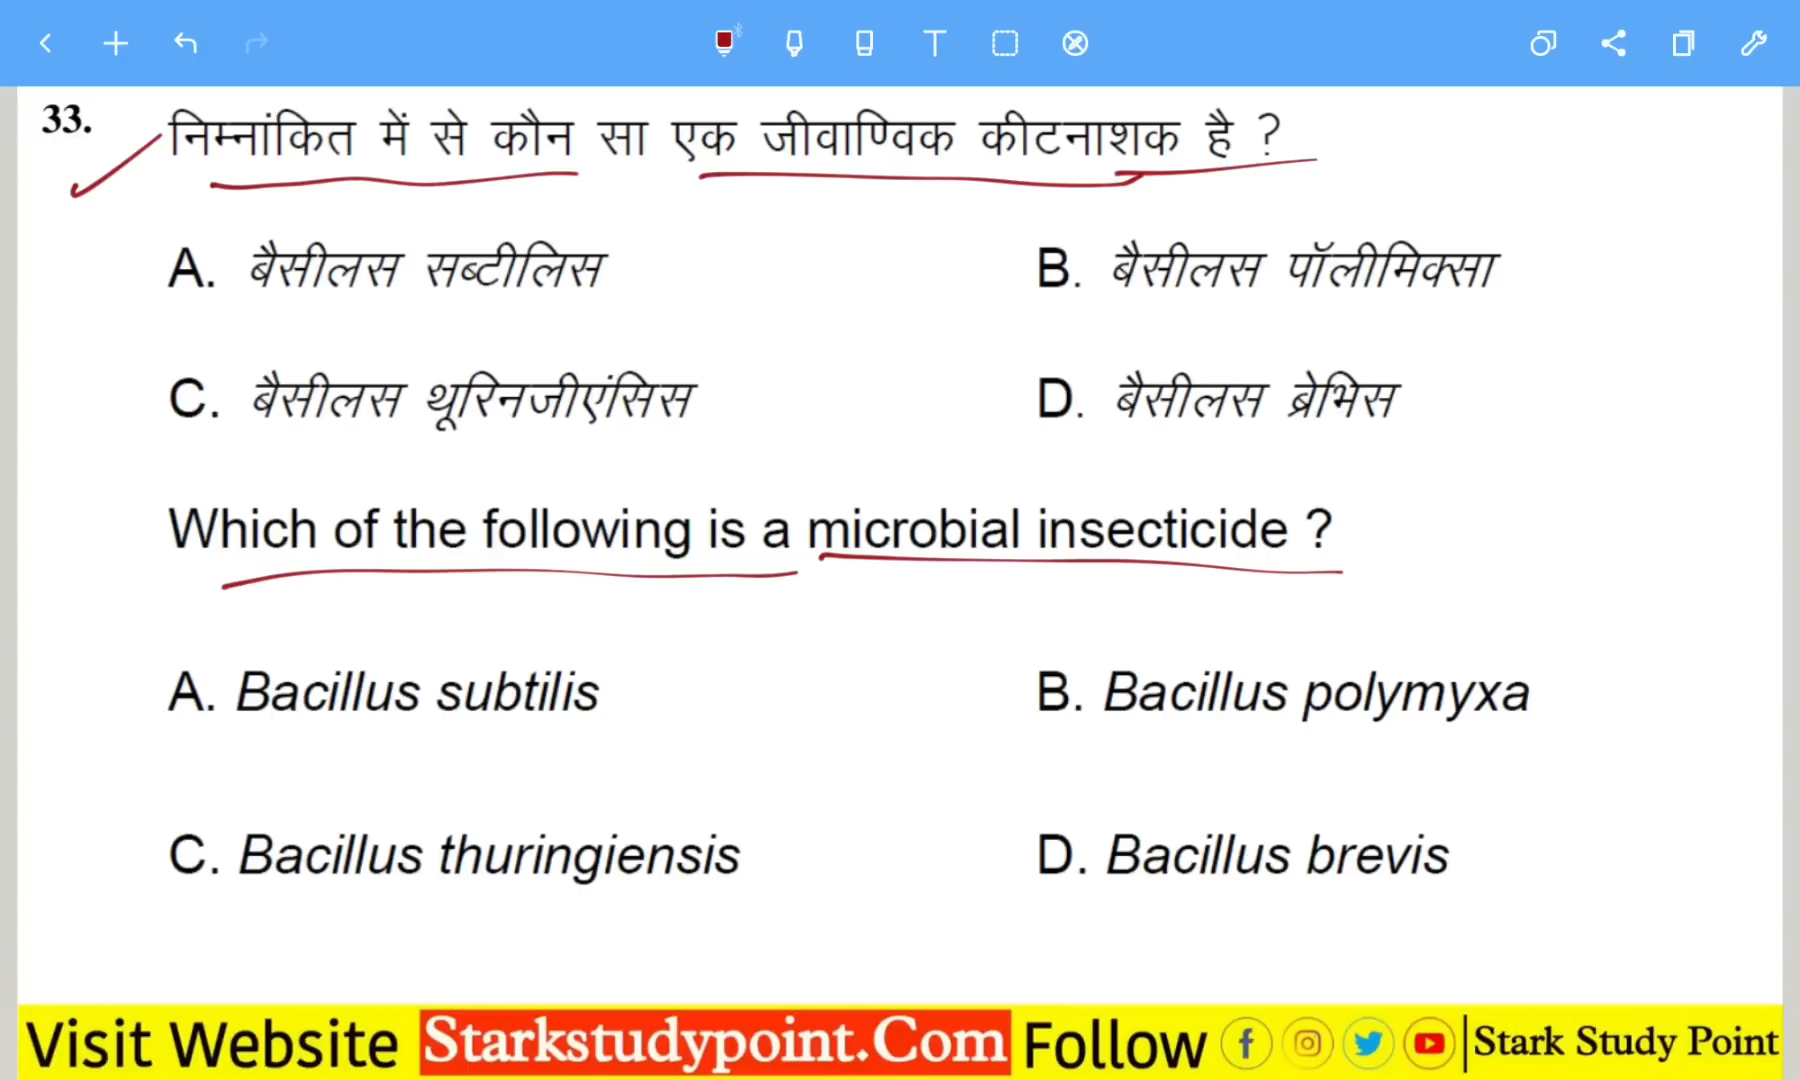 33. निम्नांकित में से कौन सा एक जीवाण्विक कीटनाशक है ?
A. बैसीलस सब्टीलिस B. बैसीलस पॉलीमिक्सा
C. बैसीलस थूरिनजीएंसिस D. बैसीलस ब्रेभिस
Which of the following is a microbial insecticide ?
A. Bacillus subtilis B. Bacillus polymyxa
C. Bacillus thuringiensis D. Bacillus brevis
Visit Website Starkstudypoint.Com Follow Stark Study Point